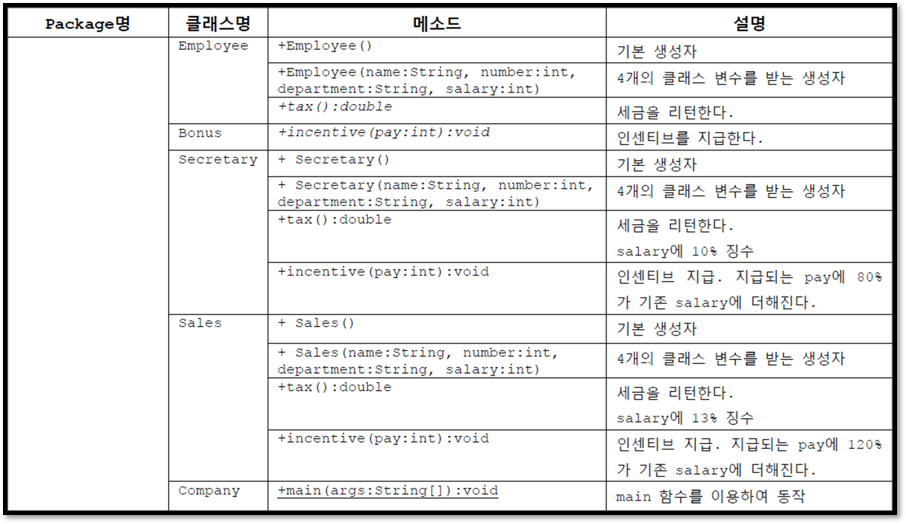 Package명 클래스명 메소드 설명
Employee +Employee() 기본 생성자
+Employee(name:String, number:int,
department:String, salary:int) 4개의 클래스 변수를 받는 생성자
+tax():double 세금을 리턴한다.
Bonus +incentive(pay:int):void 인센티브를 지급한다.
Secretary + Secretary() 기본 생성자
+ Secretary(name:String, number:int,
department:String, salary:int) 4개의 클래스 변수를 받는 생성자
+tax():double 세금을 리턴한다.
salary에 10% 징수
+incentive(pay:int):void 인센티브 지급. 지급되는 pay에 80%
가 기존 salary에 더해진다.
Sales + Sales() 기본 생성자
+ Sales(name:String, number:int,
department:String, salary:int) 4개의 클래스 변수를 받는 생성자
+tax():double 세금을 리턴한다.
salary에 13% 징수
+incentive(pay:int):void 인센티브 지급. 지급되는 pay에 120%
가 기존 salary에 더해진다.
Company +main(args:String[]):void main 함수를 이용하여 동작